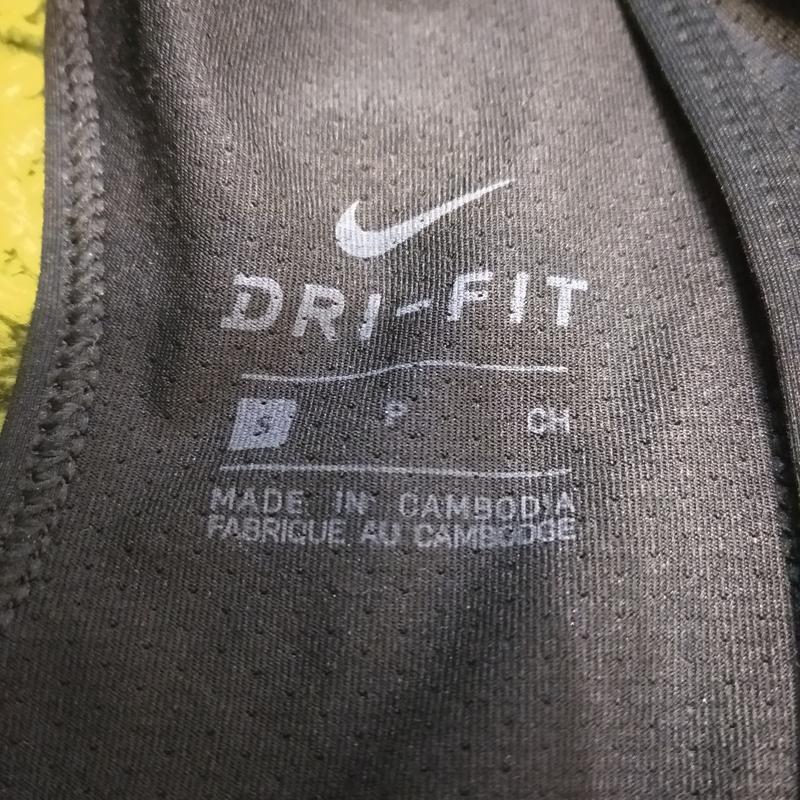 DRI-FIT
S P CH
MADE IN CAMBODIA
FABRIQUE AU CAMBODGE